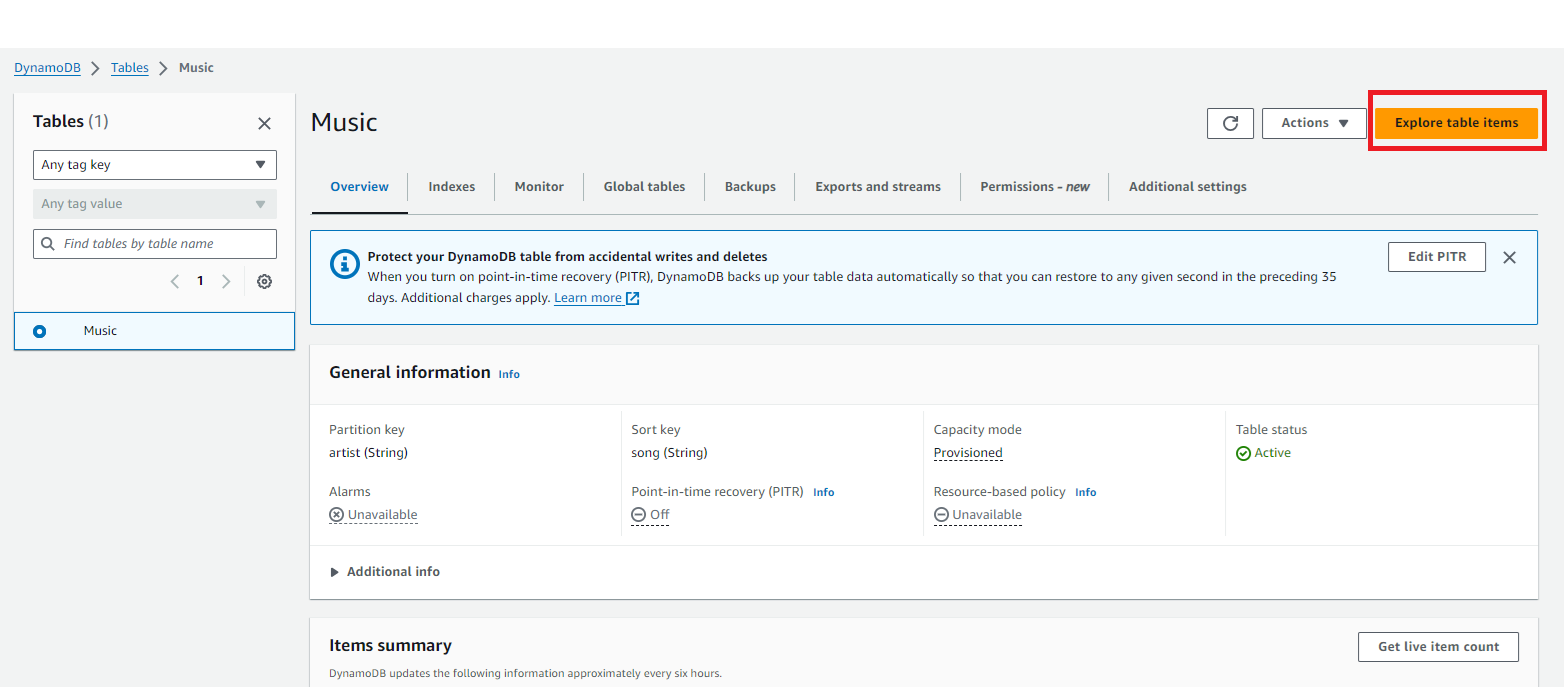 DynamoDB > Tables > Music
Tables (1)
Any tag key
Any tag value
Find tables by table name
1
Music
Music
Actions
Explore table items
Overview
Indexes
Monitor
Global tables
Backups
Exports and streams
Permissions - new
Additional settings
Protect your DynamoDB table from accidental writes and deletes
When you turn on point-in-time recovery (PITR), DynamoDB backs up your table data automatically so that you can restore to any given second in the preceding 35
days. Additional charges apply. Learn more
Edit PITR
General information Info
Partition key
artist (String)
Sort key
song (String)
Capacity mode
Provisioned
Table status
Active
Alarms
Unavailable
Point-in-time recovery (PITR) Info
Off
Resource-based policy Info
Unavailable
Additional info
Items summary
Get live item count
DynamoDB updates the following information approximately every six hours.